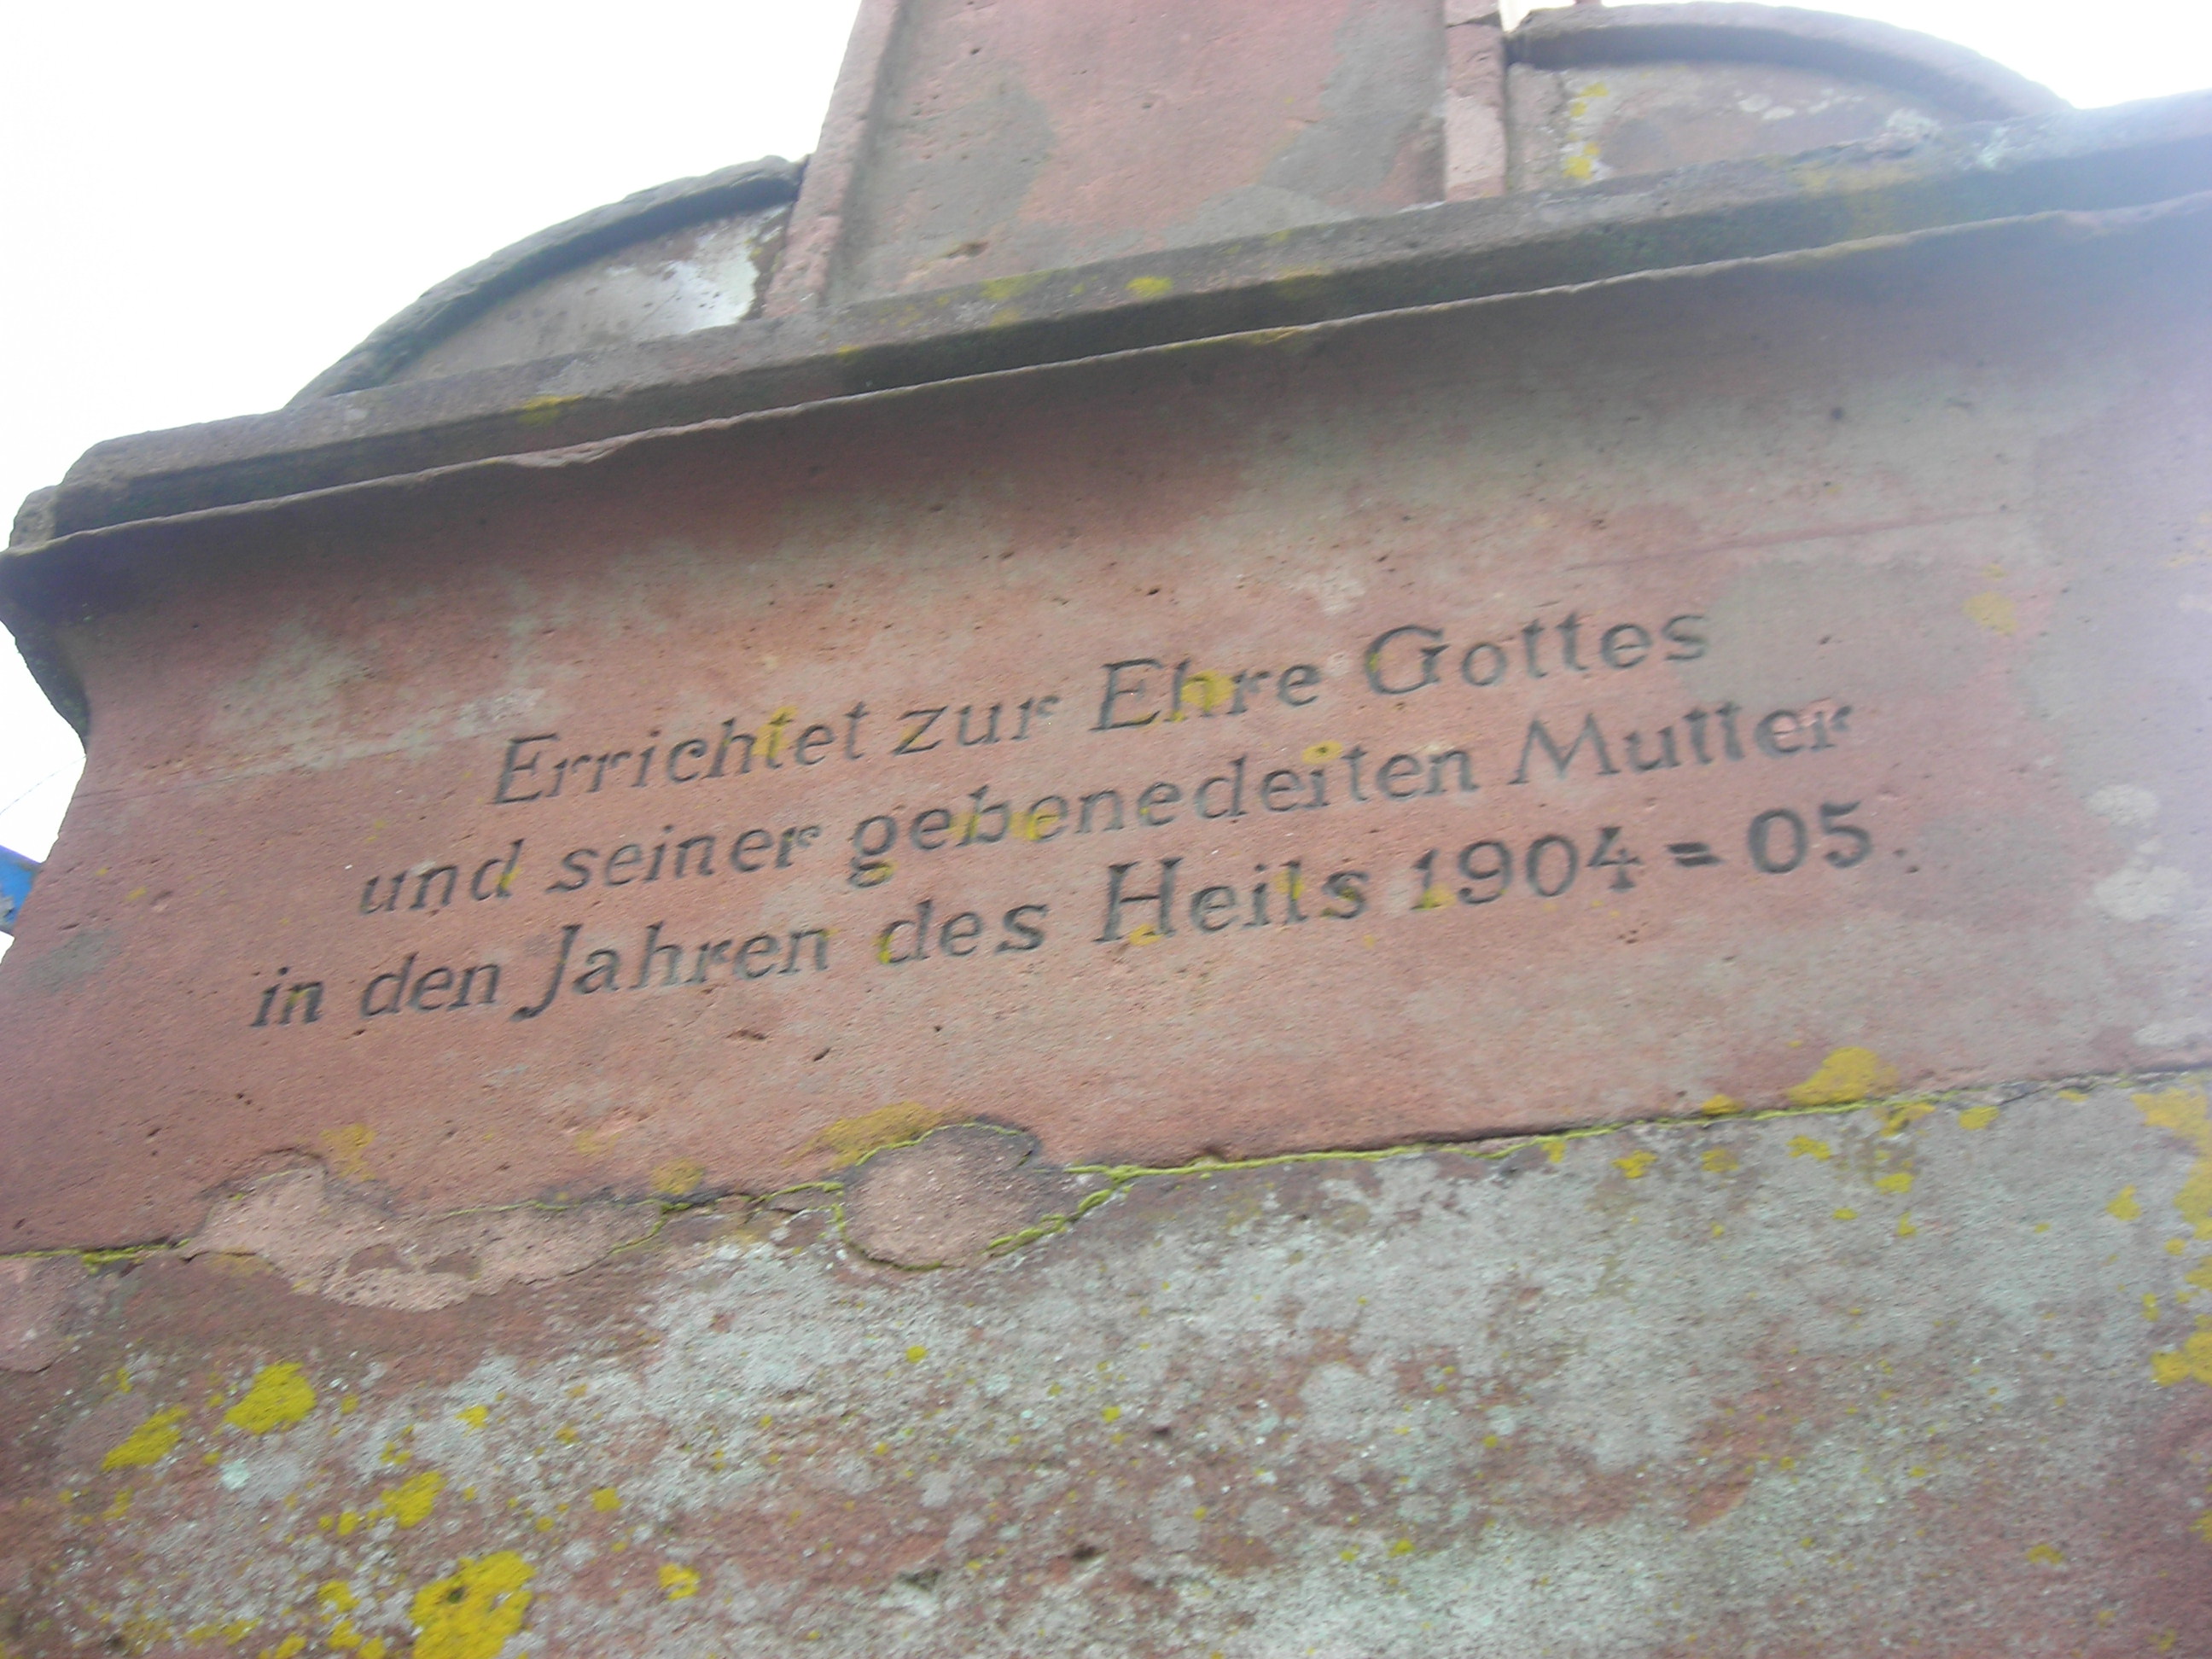 Errichtet zur Ehre Gottes
und seiner gebenedeiten Mutter
in den Jahren des Heils 1904=05.